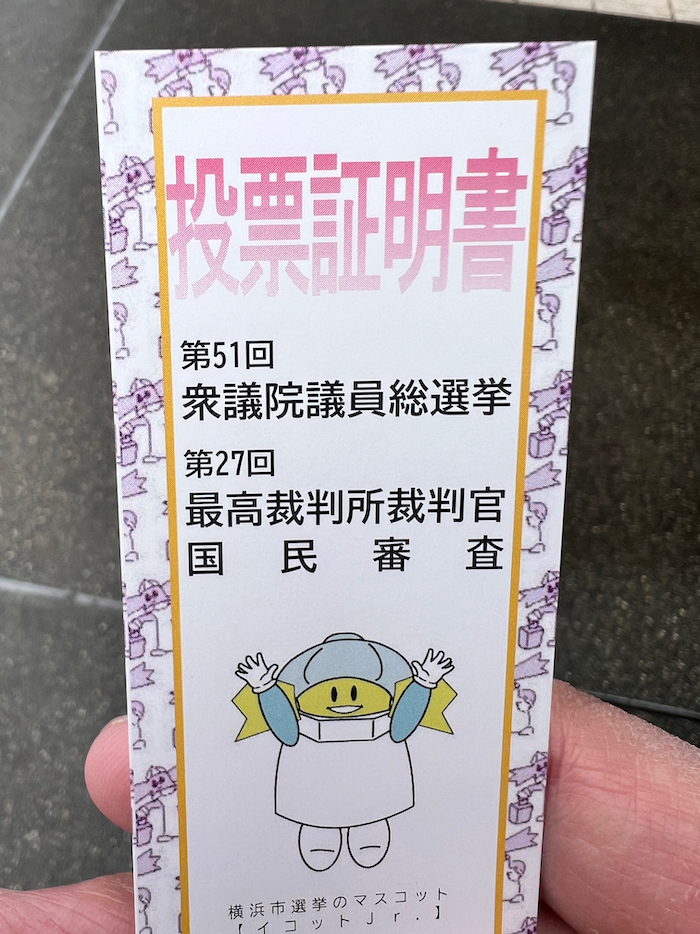 投票証明書
第51回
衆議院議員総選挙
第27回
最高裁判所裁判官
国民審査
横浜市選挙のマスコット
【イコットJr.】